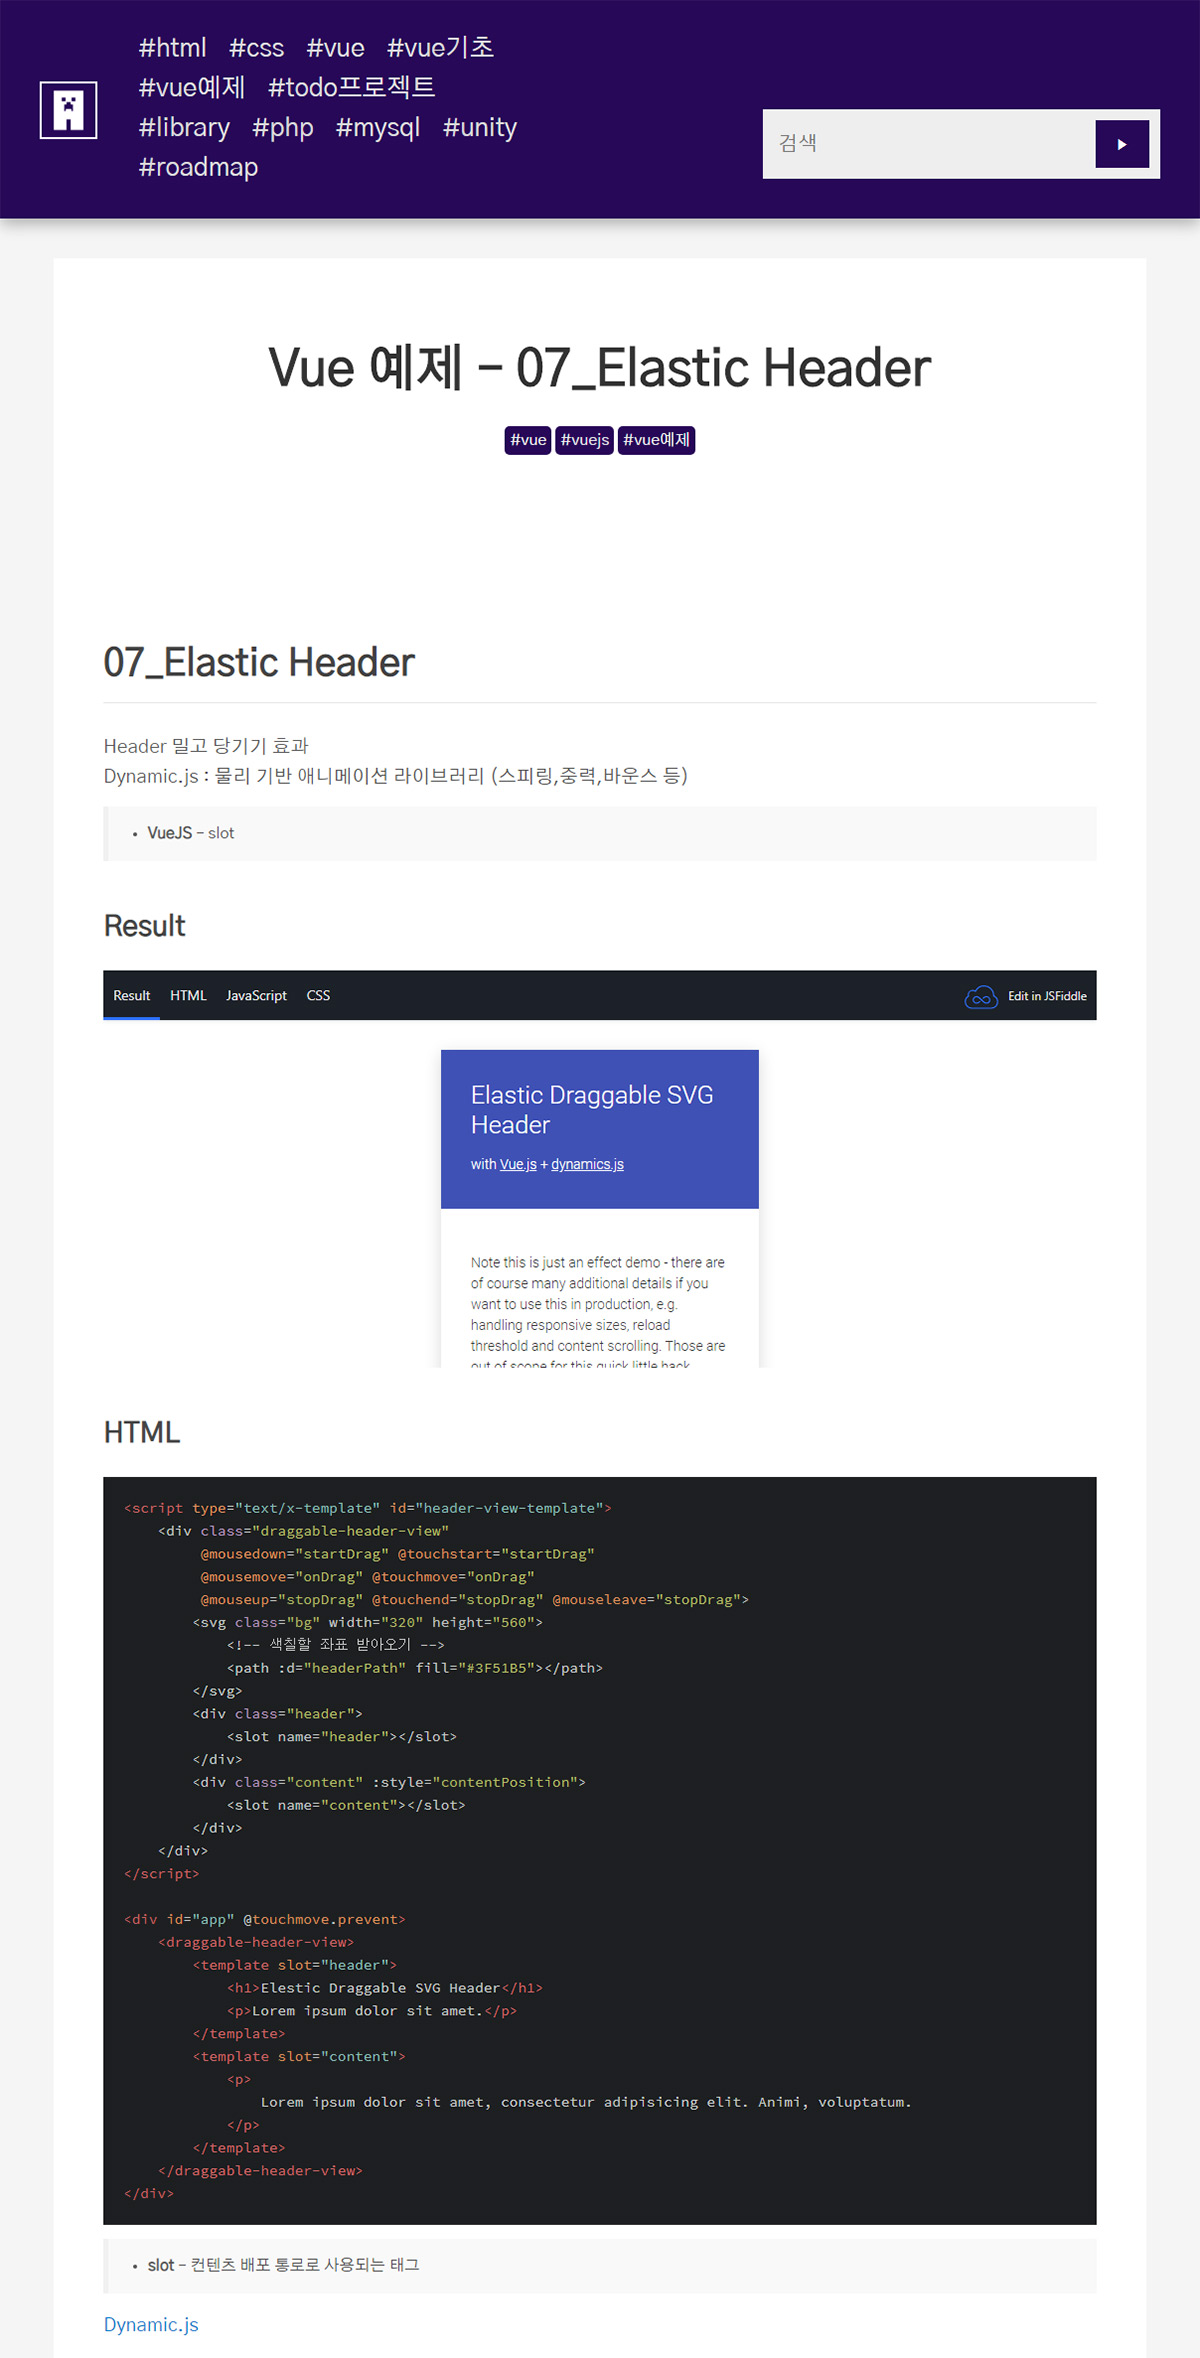 #html #css #vue #vue기초
#vue예제 #todo프로젝트
#library #php #mysql #unity
#roadmap
검색
Vue 예제 – 07_Elastic Header
#vue #vuejs #vue예제
07_Elastic Header
Header 밀고 당기기 효과
Dynamic.js : 물리 기반 애니메이션 라이브러리 (스피링,중력,바운스 등)
• VueJS – slot
Result
Result HTML JavaScript CSS Edit in JSFiddle
Elastic Draggable SVG
Header
with Vue.js + dynamics.js
Note this is just an effect demo - there are
of course many additional details if you
want to use this in production, e.g.
handling responsive sizes, reload
threshold and content scrolling. Those are
out of scope for this quick little hack.
HTML
<script type="text/x-template" id="header-view-template">
    <div class="draggable-header-view"
         @mousedown="startDrag" @touchstart="startDrag"
         @mousemove="onDrag" @touchmove="onDrag"
         @mouseup="stopDrag" @touchend="stopDrag" @mouseleave="stopDrag">
        <svg class="bg" width="320" height="560">
            <!-- 색칠할 좌표 받아오기 -->
            <path :d="headerPath" fill="#3F51B5"></path>
        </svg>
        <div class="header">
            <slot name="header"></slot>
        </div>
        <div class="content" :style="contentPosition">
            <slot name="content"></slot>
        </div>
    </div>
</script>
<div id="app" @touchmove.prevent>
    <draggable-header-view>
        <template slot="header">
            <h1>Elestic Draggable SVG Header</h1>
            <p>Lorem ipsum dolor sit amet.</p>
        </template>
        <template slot="content">
            <p>
                Lorem ipsum dolor sit amet, consectetur adipisicing elit. Animi, voluptatum.
            </p>
        </template>
    </draggable-header-view>
</div>
• slot – 컨텐츠 배포 통로로 사용되는 태그
Dynamic.js